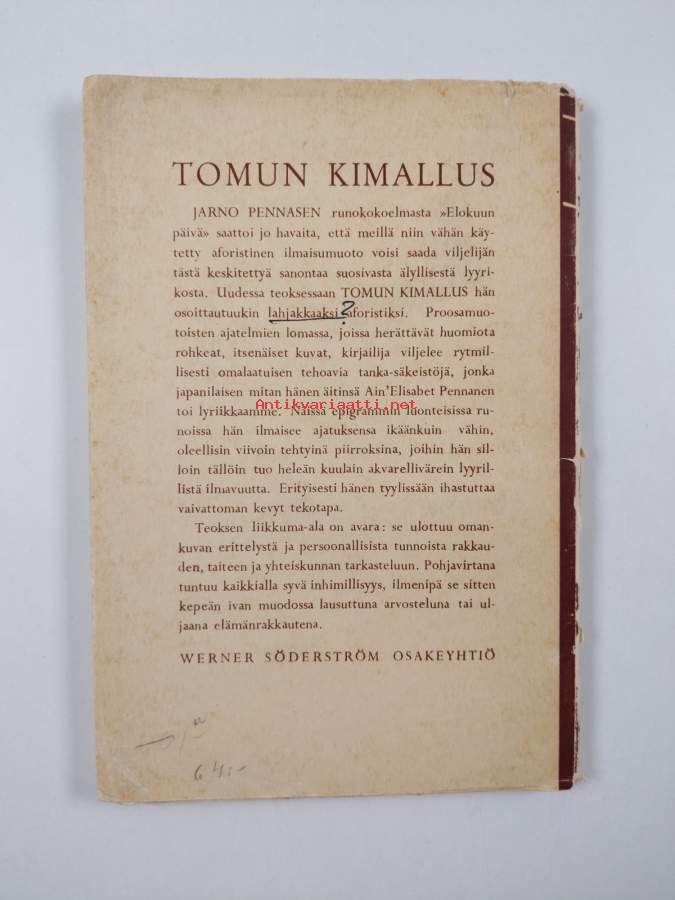 TOMUN KIMALLUS
JARNO PENNASEN runokokoelmasta »Elokuun
päivä» saattoi jo havaita, että meillä niin vähän käy-
tetty aforistinen ilmaisumuoto voisi saada viljelijän
tästä keskitettyä sanontaa suosivasta älyllisestä lyyri-
kosta. Uudessa teoksessaan TOMUN KIMALLUS hän
osoittautuukin lahjakkaaksi ? aforistiksi. Proosamuo-
toisten ajatelmien lomassa, joissa herättävät huomiota
rohkeat, itsenäiset kuvat, kirjailija viljelee rytmil-
lisesti omalaatuisen tehoavia tanka-säkeistöjä, jonka
japanilaisen mitan hänen äitinsä Ain'Elisabet Pennanen
toi lyriikkaamme. Näissä epigrammin luonteisissa ru-
Antikvariaatti.net
noissa hän ilmaisee ajatuksensa ikäänkuin vähin,
oleellisin viivoin tehtyinä piirroksina, joihin hän sil-
loin tällöin tuo heleän kuulain akvarellivärein lyyril-
listä ilmavuutta. Erityisesti hänen tyylissään ihastuttaa
vaivattoman kevyt tekotapa.
Teoksen liikkuma-ala on avara: se ulottuu oman-
kuvan erittelystä ja persoonallisista tunnoista rakkau-
den, taiteen ja yhteiskunnan tarkasteluun. Pohjavirtana
tuntuu kaikkialla syvä inhimillisyys, ilmenipä se sitten
kepeän ivan muodossa lausuttuna arvosteluna tai ul-
jaana elämänrakkautena.
WERNER SÖDERSTRÖM OSAKEYHTIÖ